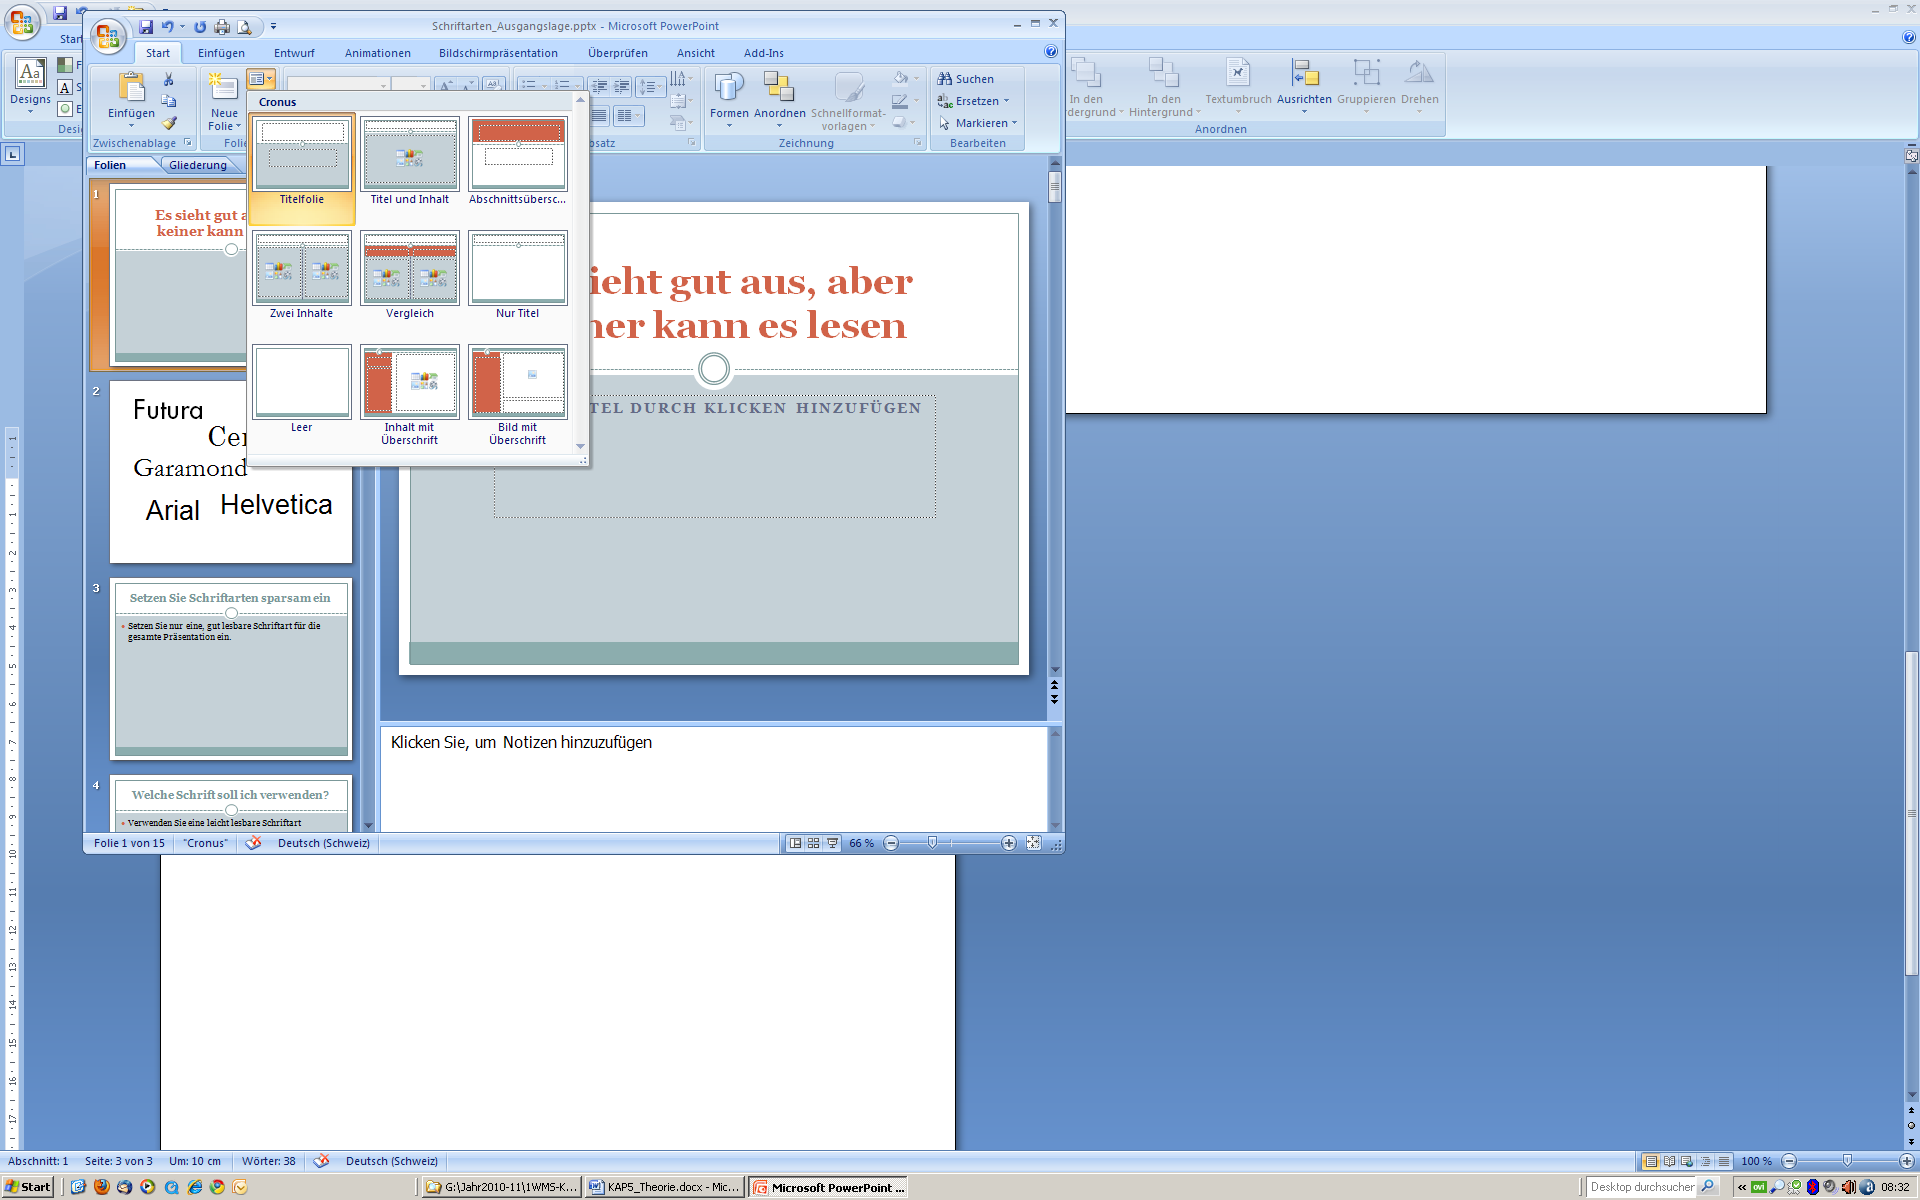 Schriftarten_Ausgangslage.pptx - Microsoft PowerPoint
Start Einfügen Entwurf Animationen Bildschirmpräsentation Überprüfen Ansicht Add-Ins
Designs
Einfügen
Neue
Folie
Zwischenablage
Formen Anordnen Schnellformat-
vorlagen
Zeichnung
Suchen
Ersetzen
Markieren
Bearbeiten
In den
Hintergrund
Textumbruch Ausrichten Gruppieren Drehen
Anordnen
Folien Gliederung
Cronus
Titelfolie Titel und Inhalt Abschnittsübersc...
Zwei Inhalte Vergleich Nur Titel
Leer Inhalt mit Überschrift Bild mit Überschrift
1
Es sieht gut a
keiner kann
2
Futura
Cer
Garamond
Arial Helvetica
3
Setzen Sie Schriftarten sparsam ein
Setzen Sie nur eine, gut lesbare Schriftart für die
gesamte Präsentation ein.
4
Welche Schrift soll ich verwenden?
Verwenden Sie eine leicht lesbare Schriftart
ieht gut aus, aber
ner kann es lesen
TEL DURCH KLICKEN HINZUFÜGEN
Klicken Sie, um Notizen hinzuzufügen
Folie 1 von 15 "Cronus" Deutsch (Schweiz) 66 %
Abschnitt: 1 Seite: 3 von 3 Um: 10 cm Wörter: 38 Deutsch (Schweiz) 100 %
Start G:\Jahr2010-11\1WMS-K... KAP5_Theorie.docx - Mic... Microsoft PowerPoint ... Desktop durchsuchen « ovi 08:32